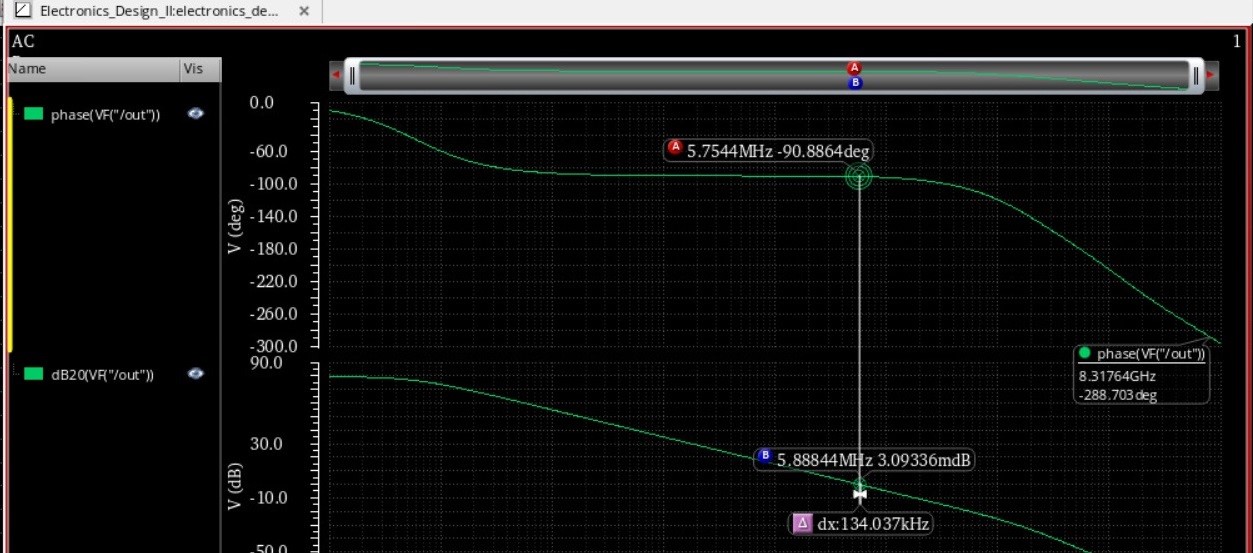 Electronics_Design_II:electronics_de... ×
AC
1
Name Vis
A
B
phase(VF("/out"))
0.0
-60.0
-100.0
-140.0
-180.0
-220.0
-260.0
-300.0
V (deg)
A 5.7544MHz -90.8864deg
phase(VF("/out"))
8.31764GHz
-288.703deg
dB20(VF("/out"))
90.0
30.0
-10.0
-50.0
V (dB)
B 5.88844MHz 3.09336mdB
Δ dx:134.037kHz